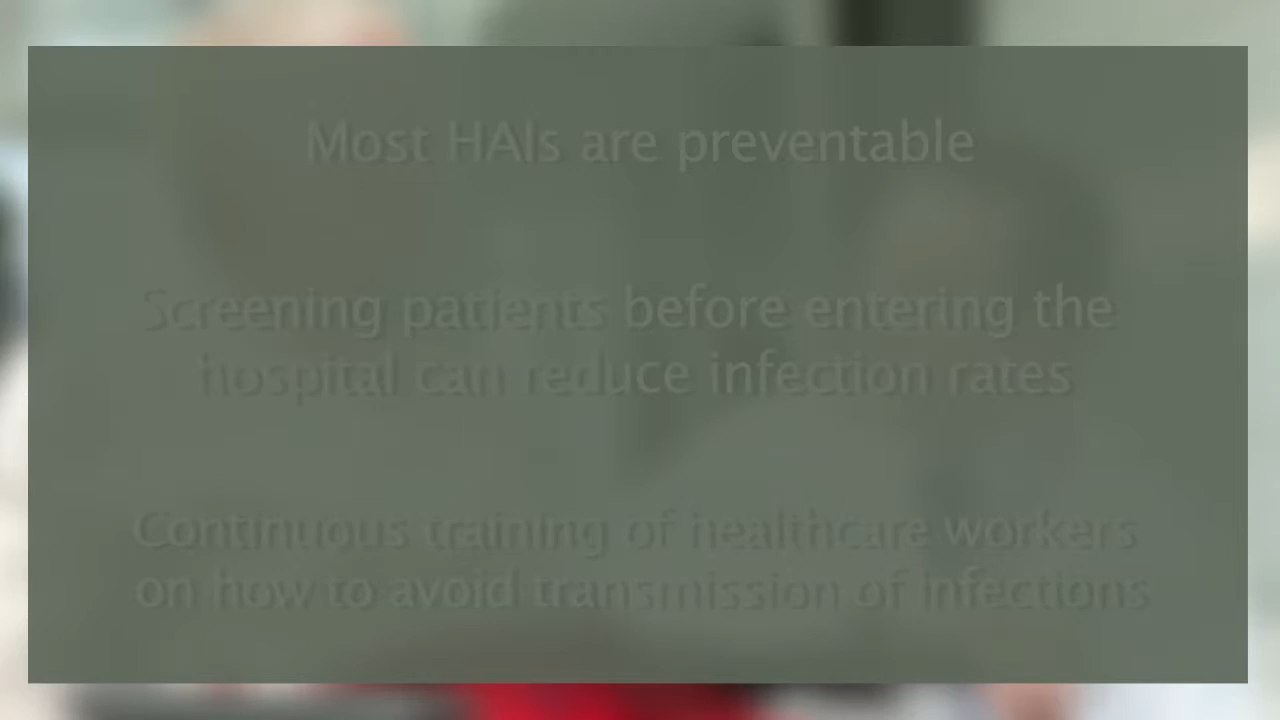 Most HAIs are preventable
Screening patients before entering the
hospital can reduce infection rates
Continuous training of healthcare workers
on how to avoid transmission of infections